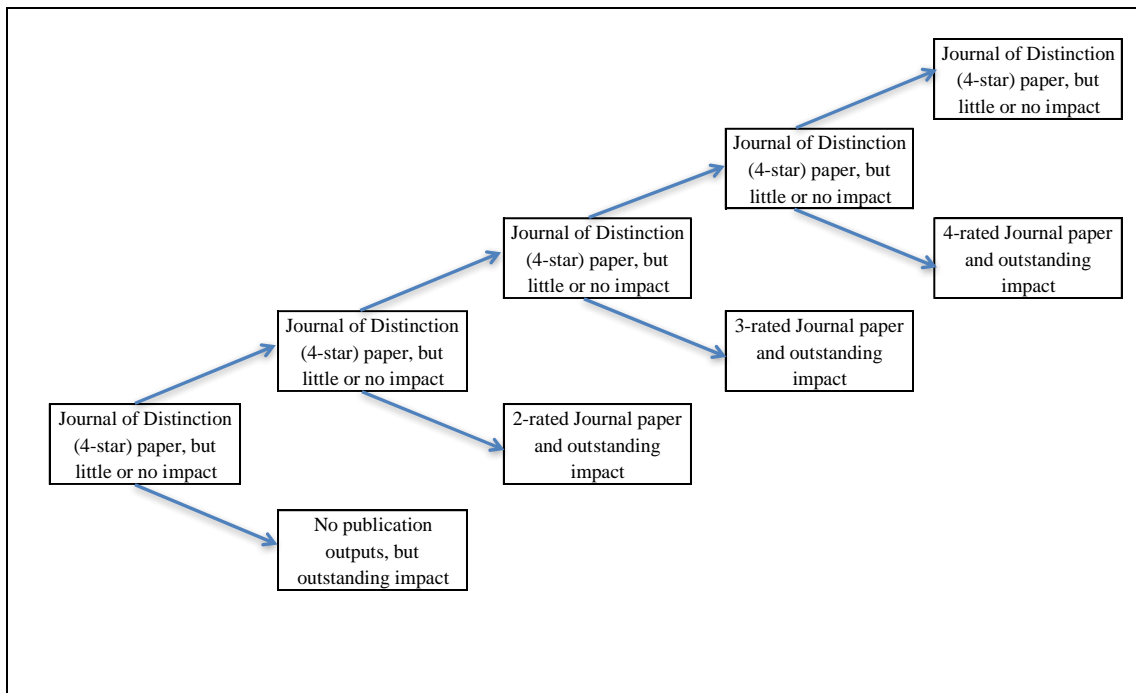 Journal of Distinction
(4-star) paper, but
little or no impact
Journal of Distinction
(4-star) paper, but
little or no impact
4-rated Journal paper
and outstanding
impact
Journal of Distinction
(4-star) paper, but
little or no impact
3-rated Journal paper
and outstanding
impact
Journal of Distinction
(4-star) paper, but
little or no impact
2-rated Journal paper
and outstanding
impact
Journal of Distinction
(4-star) paper, but
little or no impact
No publication
outputs, but
outstanding impact